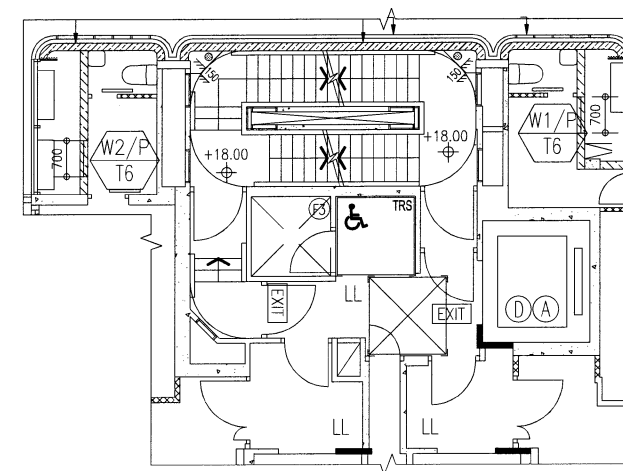 150
150
700
W2/P
T6
+18.00
+18.00
W1/P
T6
700
W
F3
TRS
LL
EXIT
EXIT
D
A
LL
LL